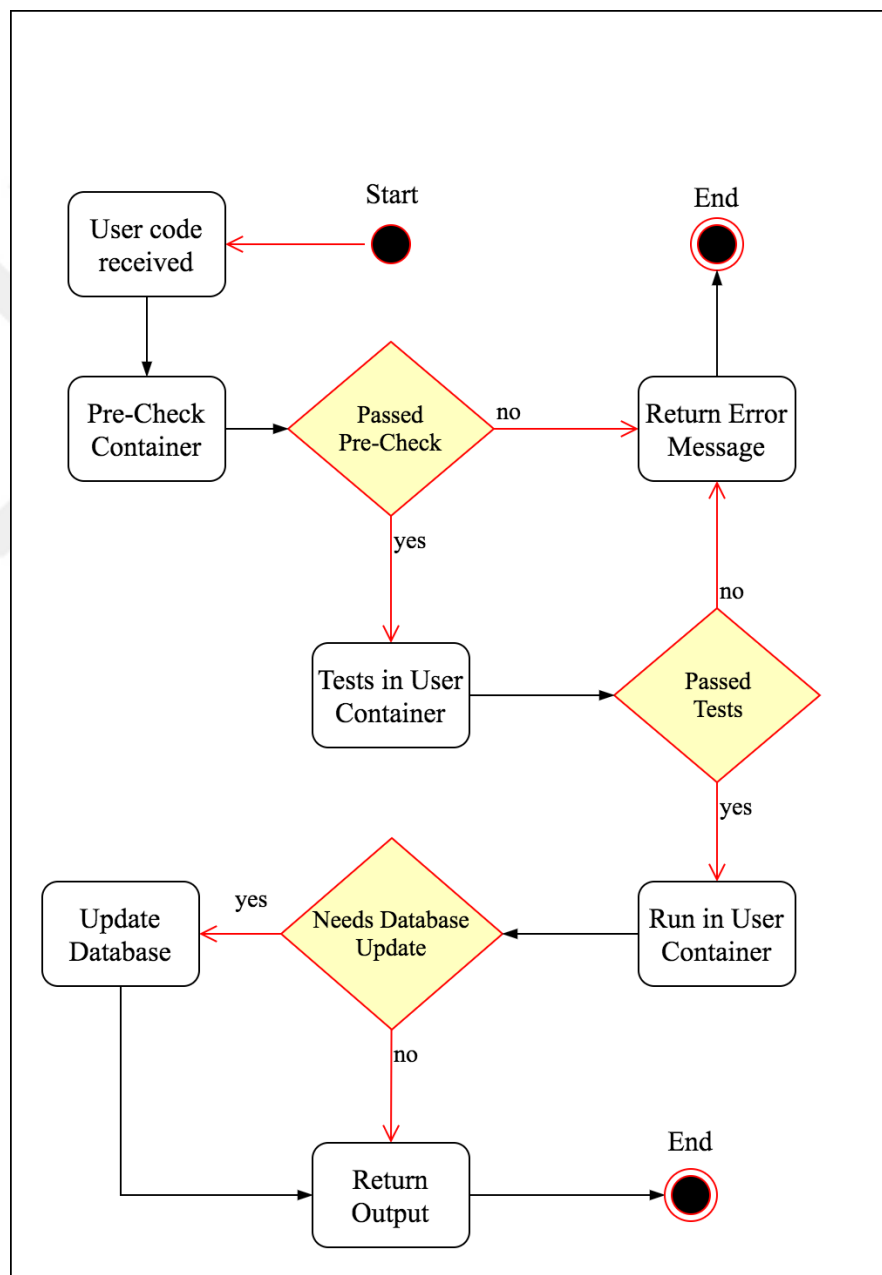 Start
End
User code
received
Pre-Check
Container
Passed
Pre-Check
no
Return Error
Message
yes
no
Tests in User
Container
Passed
Tests
yes
Update
Database
yes
Needs Database
Update
Run in User
Container
no
Return
Output
End